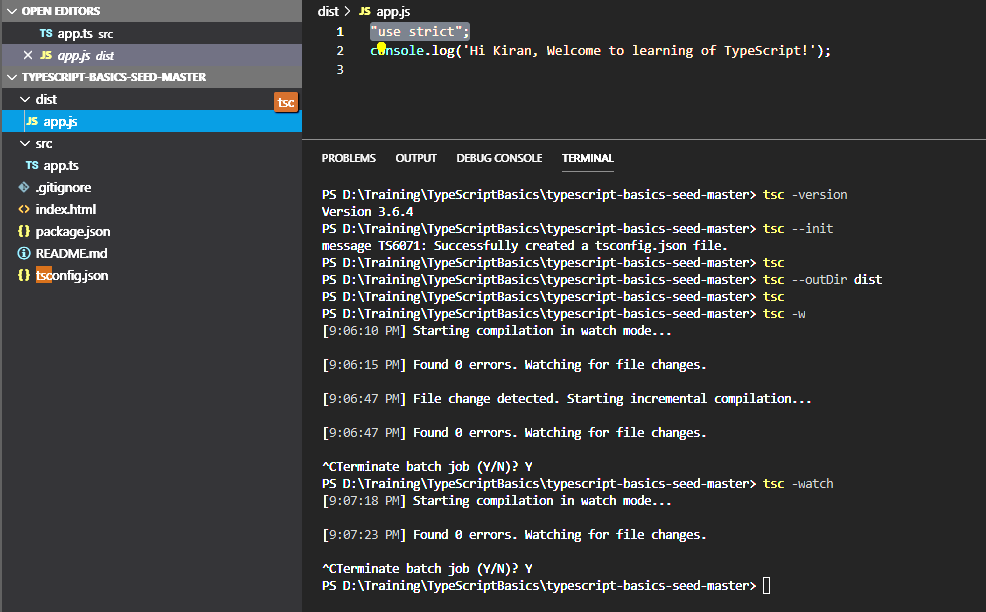 OPEN EDITORS
TS app.ts src
JS app.js dist
TYPESCRIPT-BASICS-SEED-MASTER
dist
tsc
JS app.js
src
TS app.ts
.gitignore
<> index.html
{} package.json
README.md
{} tsconfig.json
dist > JS app.js
1 "use strict";
2 console.log('Hi Kiran, Welcome to learning of TypeScript!');
3
PROBLEMS OUTPUT DEBUG CONSOLE TERMINAL
PS D:\Training\TypeScriptBasics\typescript-basics-seed-master> tsc -version
Version 3.6.4
PS D:\Training\TypeScriptBasics\typescript-basics-seed-master> tsc --init
message TS6071: Successfully created a tsconfig.json file.
PS D:\Training\TypeScriptBasics\typescript-basics-seed-master> tsc
PS D:\Training\TypeScriptBasics\typescript-basics-seed-master> tsc --outDir dist
PS D:\Training\TypeScriptBasics\typescript-basics-seed-master> tsc
PS D:\Training\TypeScriptBasics\typescript-basics-seed-master> tsc -w
[9:06:10 PM] Starting compilation in watch mode...
[9:06:15 PM] Found 0 errors. Watching for file changes.
[9:06:47 PM] File change detected. Starting incremental compilation...
[9:06:47 PM] Found 0 errors. Watching for file changes.
^CTerminate batch job (Y/N)? Y
PS D:\Training\TypeScriptBasics\typescript-basics-seed-master> tsc -watch
[9:07:18 PM] Starting compilation in watch mode...
[9:07:23 PM] Found 0 errors. Watching for file changes.
^CTerminate batch job (Y/N)? Y
PS D:\Training\TypeScriptBasics\typescript-basics-seed-master>